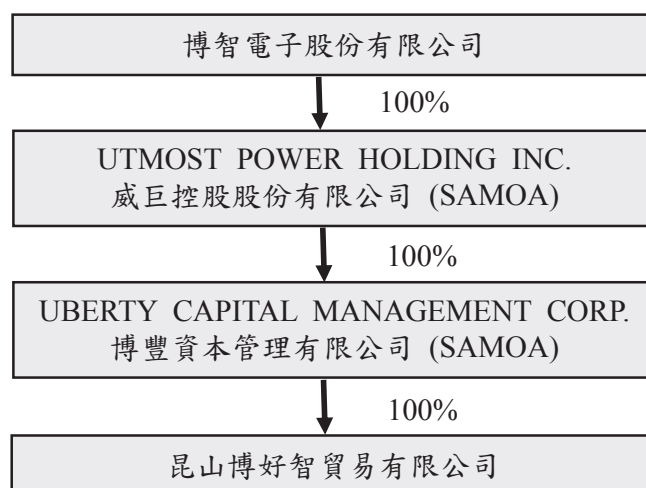 博智電子股份有限公司
100%
UTMOST POWER HOLDING INC.
威巨控股股份有限公司 (SAMOA)
100%
UBERTY CAPITAL MANAGEMENT CORP.
博豐資本管理有限公司 (SAMOA)
100%
昆山博好智貿易有限公司